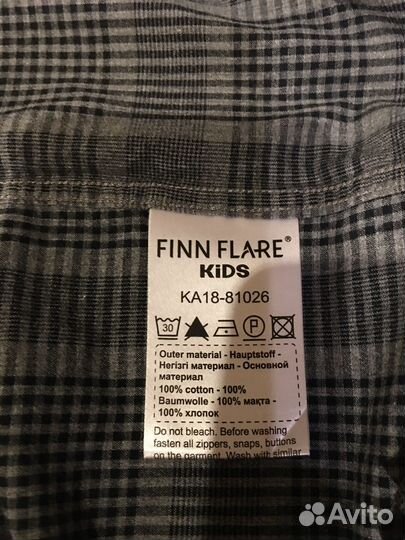 FINN FLARE®
KiDS
KA18-81026
30 P
Outer material - Hauptstoff -
Негізгі материал - Основной
материал
100% cotton - 100%
Baumwolle - 100% мақта -
100% хлопок
Do not bleach. Before washing
fasten all zippers, snaps, buttons
on the garment. Wash with similar
Avito